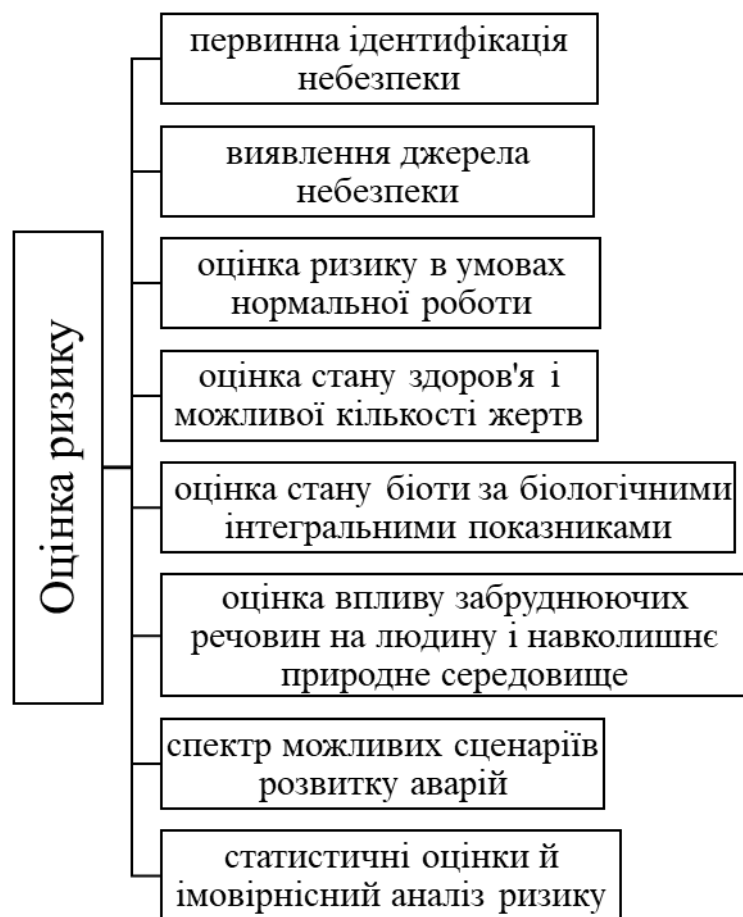 Оцінка ризику
первинна ідентифікація
небезпеки
виявлення джерела
небезпеки
оцінка ризику в умовах
нормальної роботи
оцінка стану здоров'я і
можливої кількості жертв
оцінка стану біоти за біологічними
інтегральними показниками
оцінка впливу забруднюючих
речовин на людину і навколишнє
природне середовище
спектр можливих сценаріїв
розвитку аварій
статистичні оцінки й
імовірнісний аналіз ризику